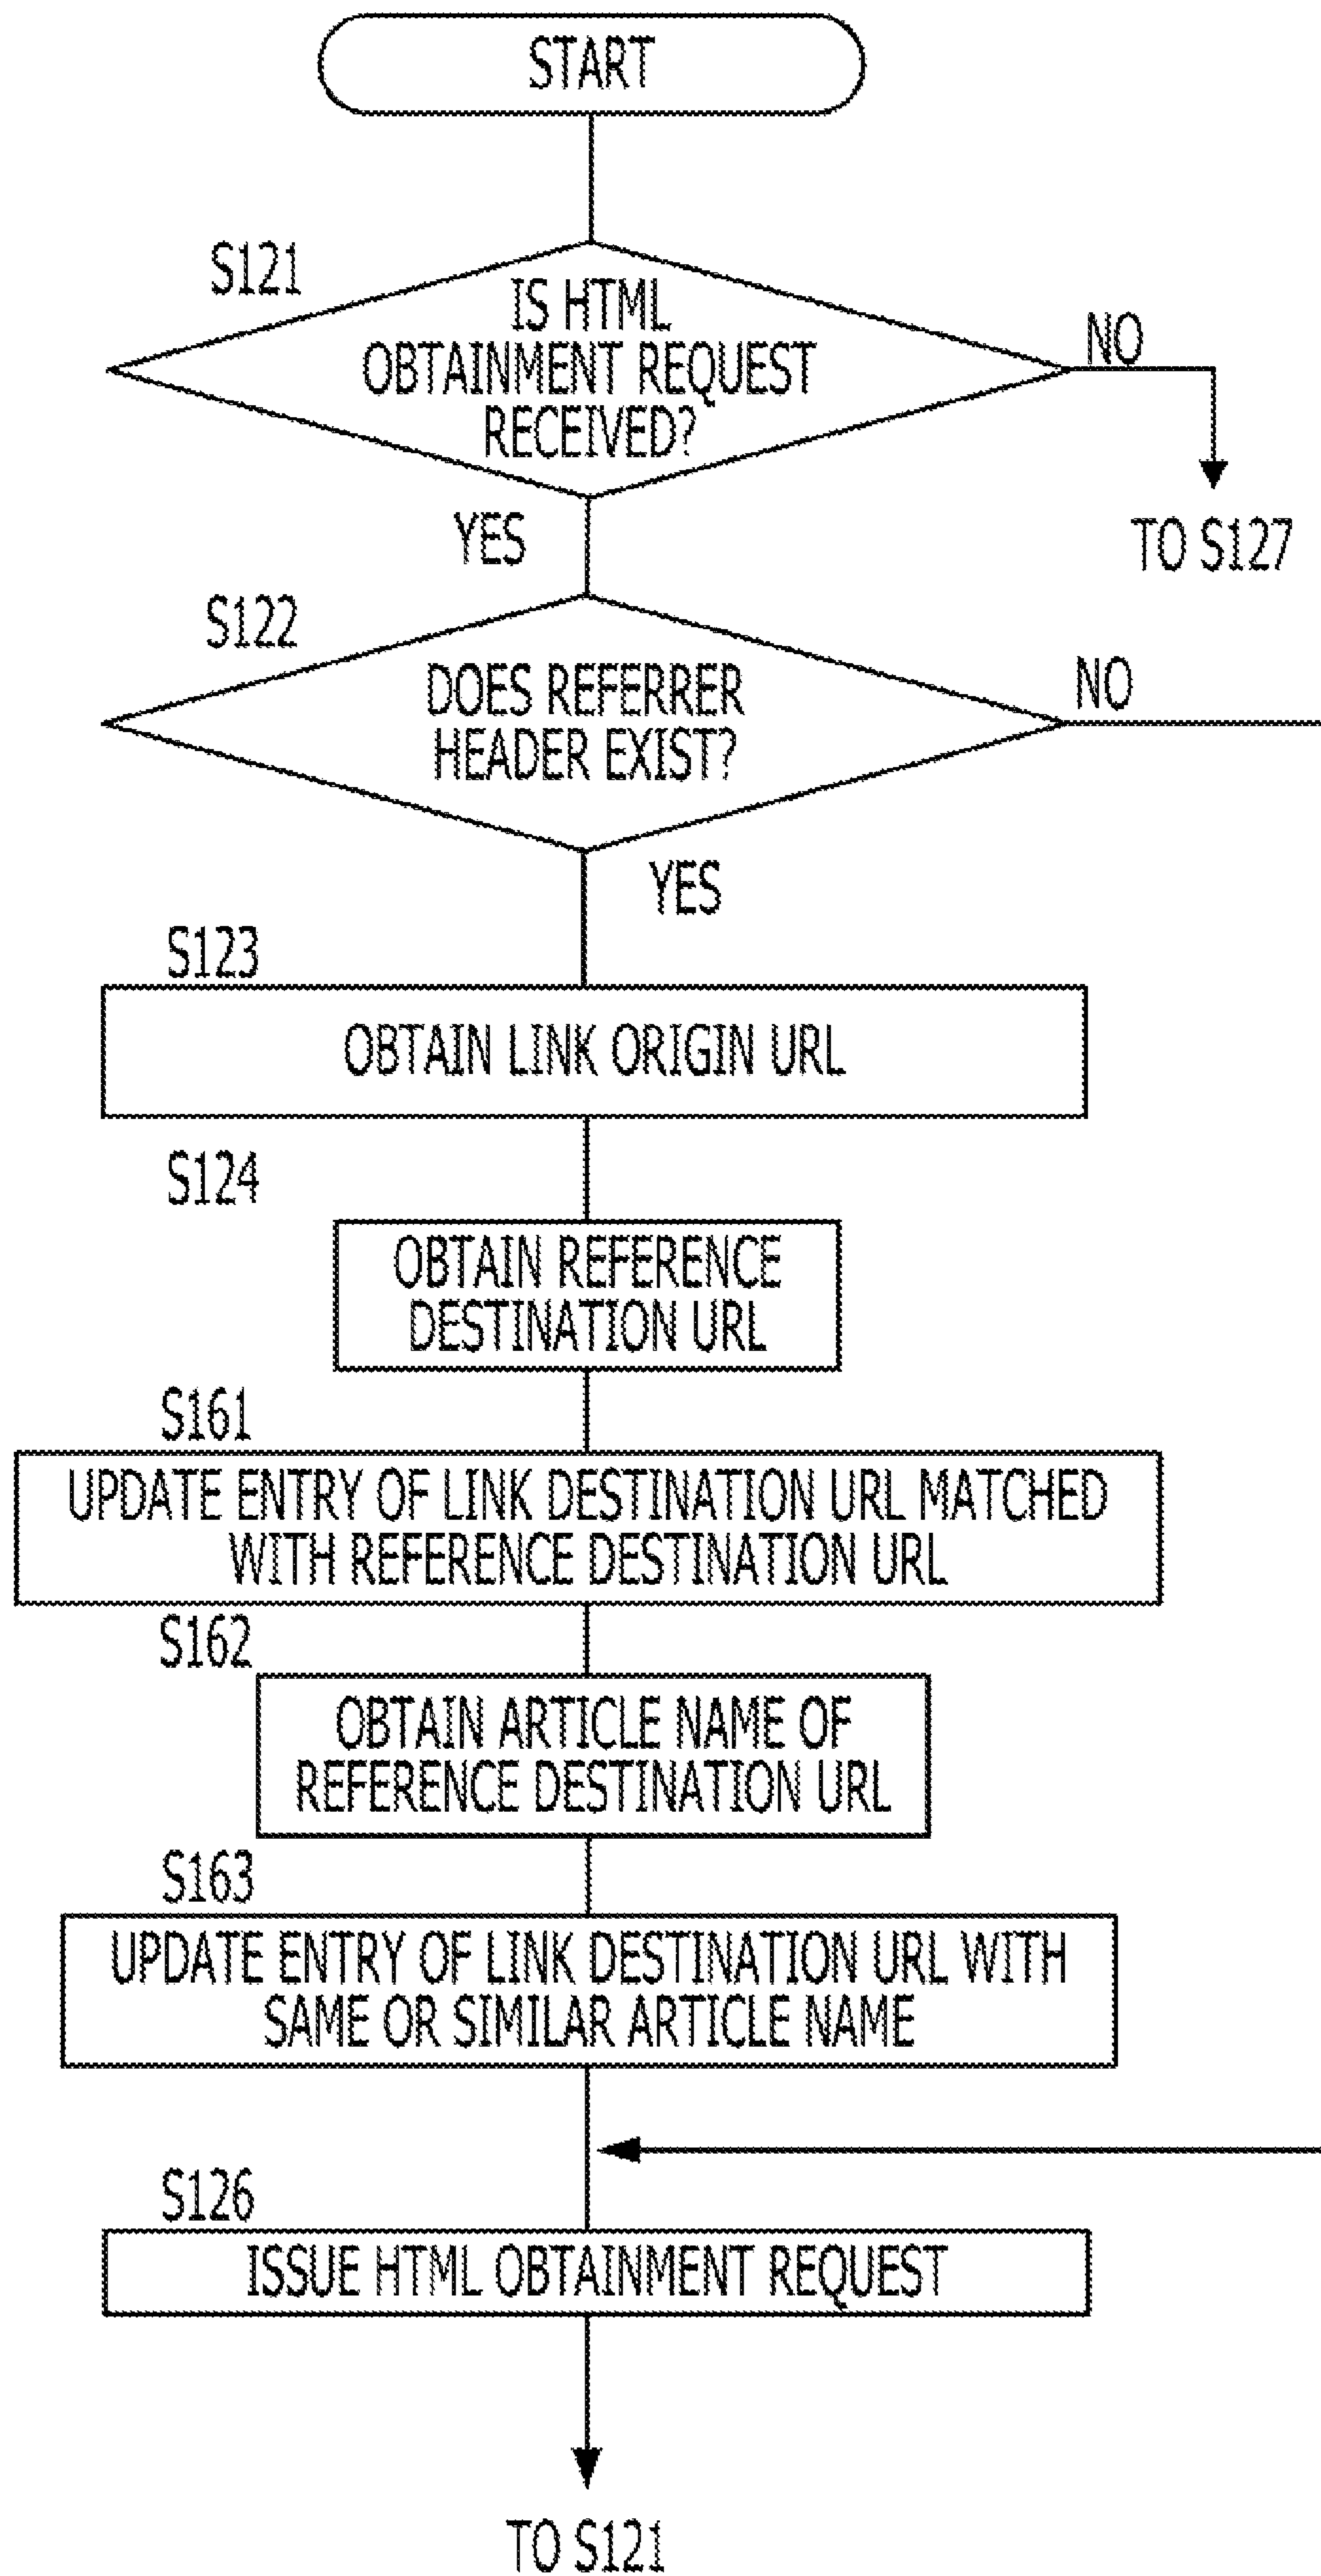 START
S121
IS HTML
OBTAINMENT REQUEST
RECEIVED?
NO
TO S127
YES
S122
DOES REFERRER
HEADER EXIST?
NO
YES
S123
OBTAIN LINK ORIGIN URL
S124
OBTAIN REFERENCE
DESTINATION URL
S161
UPDATE ENTRY OF LINK DESTINATION URL MATCHED
WITH REFERENCE DESTINATION URL
S162
OBTAIN ARTICLE NAME OF
REFERENCE DESTINATION URL
S163
UPDATE ENTRY OF LINK DESTINATION URL WITH
SAME OR SIMILAR ARTICLE NAME
S126
ISSUE HTML OBTAINMENT REQUEST
TO S121